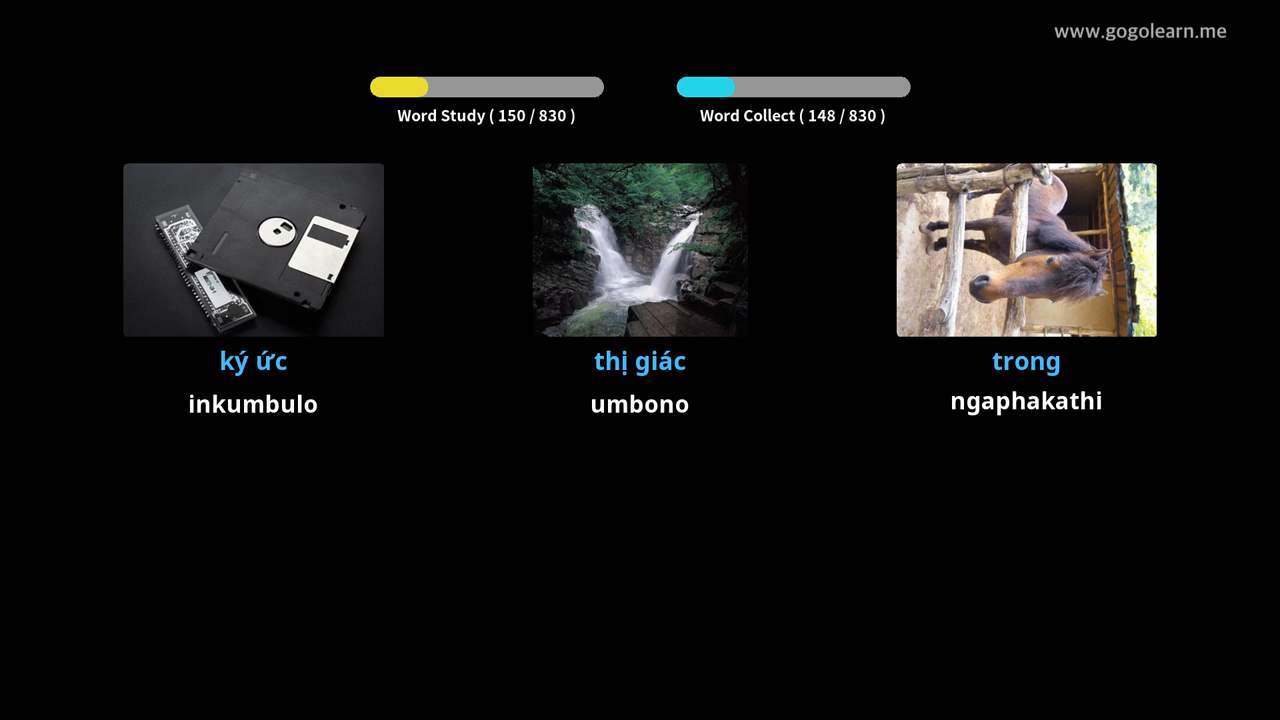 www.gogolearn.me
Word Study ( 150 / 830 )
Word Collect ( 148 / 830 )
ký ức
thị giác
trong
inkumbulo
umbono
ngaphakathi